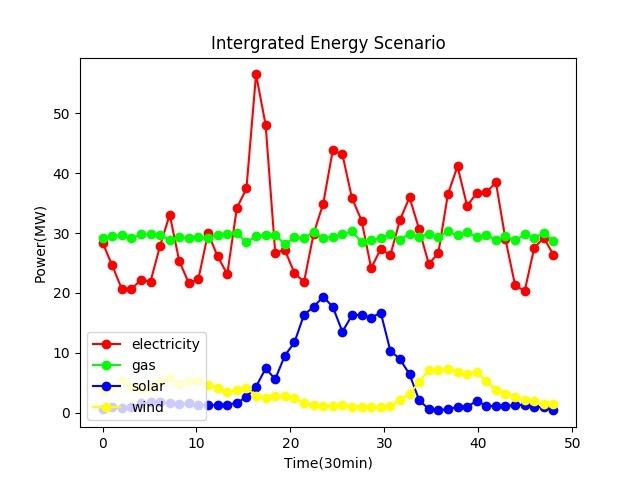 Intergrated Energy Scenario
Power(MW)
50
40
30
20
10
0
electricity
gas
solar
wind
0 10 20 30 40 50
Time(30min)